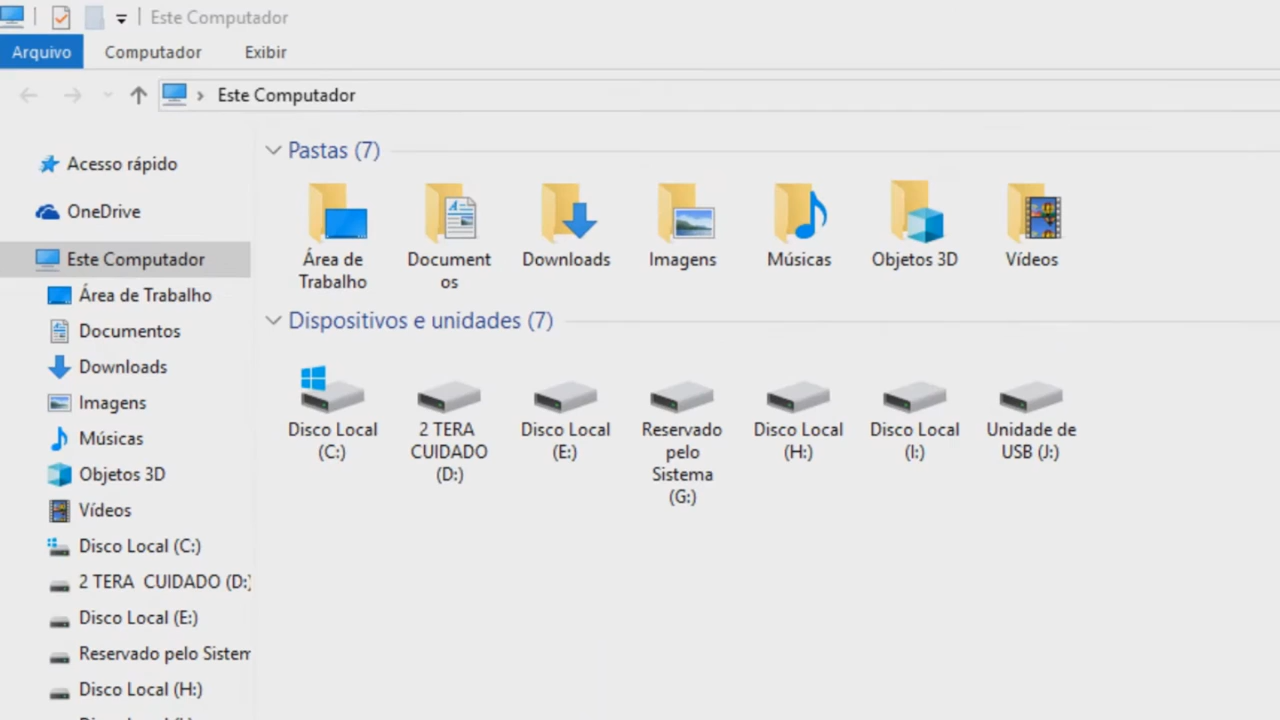 Este Computador
Arquivo
Computador
Exibir
Este Computador
Acesso rápido
OneDrive
Este Computador
Área de Trabalho
Documentos
Downloads
Imagens
Músicas
Objetos 3D
Vídeos
Disco Local (C:)
2 TERA  CUIDADO (D:)
Disco Local (E:)
Reservado pelo Sistem
Disco Local (H:)
Pastas (7)
Área de
Trabalho
Document
os
Downloads
Imagens
Músicas
Objetos 3D
Vídeos
Dispositivos e unidades (7)
Disco Local
(C:)
2 TERA
CUIDADO
(D:)
Disco Local
(E:)
Reservado
pelo
Sistema
(G:)
Disco Local
(H:)
Disco Local
(I:)
Unidade de
USB (J:)